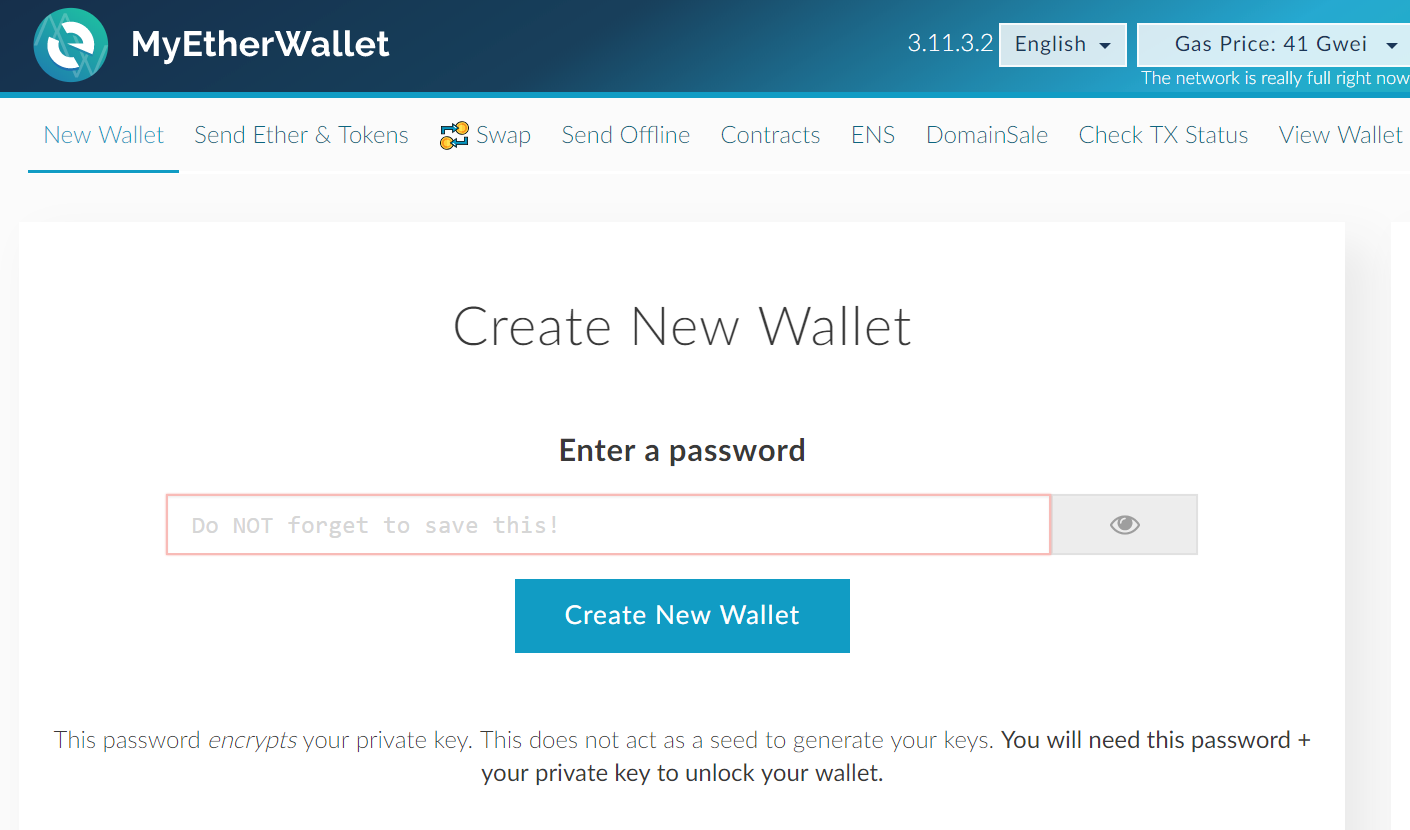 MyEtherWallet
3.11.3.2 English Gas Price: 41 Gwei
The network is really full right now
New Wallet Send Ether & Tokens Swap Send Offline Contracts ENS DomainSale Check TX Status View Wallet
Create New Wallet
Enter a password
Do NOT forget to save this!
Create New Wallet
This password encrypts your private key. This does not act as a seed to generate your keys. You will need this password +
your private key to unlock your wallet.